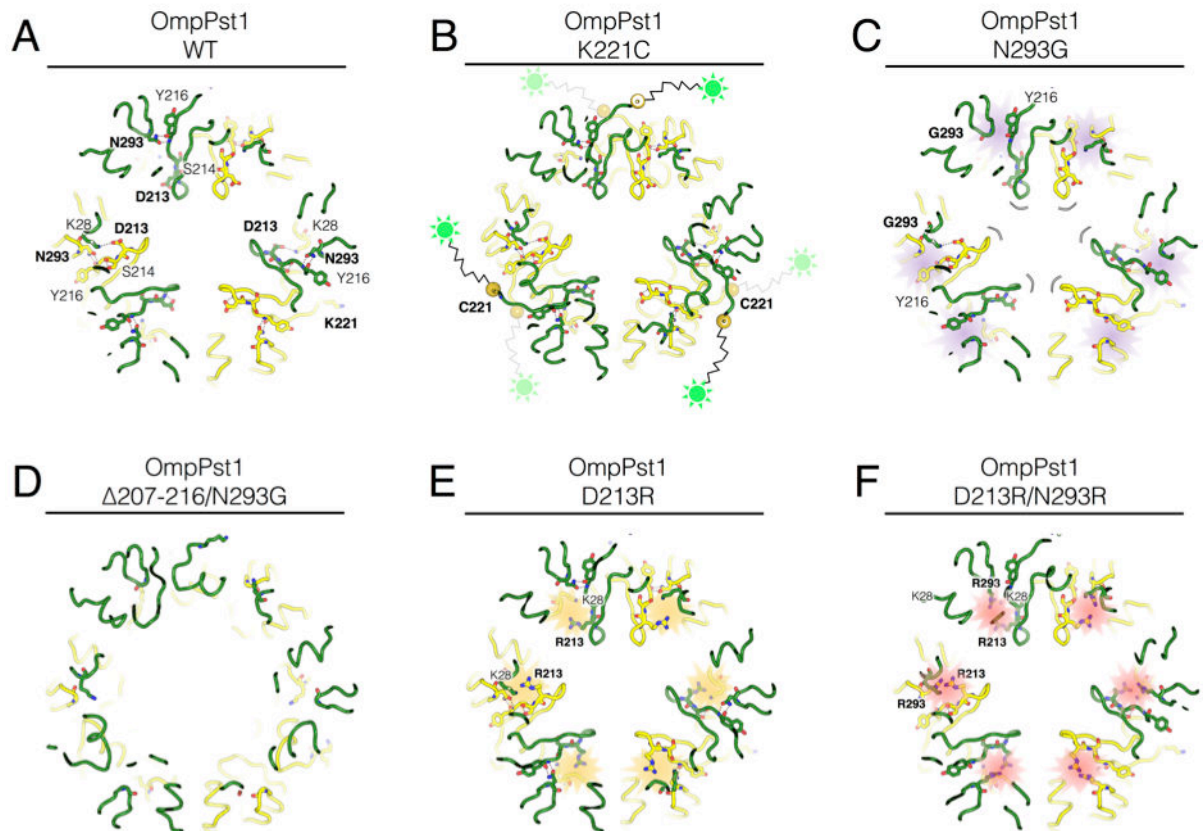 A
OmpPst1
WT
Y216
N293
S214
D213
K28
D213
D213
K28
N293
N293
S214
Y216
Y216
K221
B
OmpPst1
K221C
C221
C221
C
OmpPst1
N293G
Y216
G293
G293
Y216
D
OmpPst1
Δ207-216/N293G
E
OmpPst1
D213R
K28
R213
K28
R213
F
OmpPst1
D213R/N293R
R293
K28
K28
R213
R213
R293